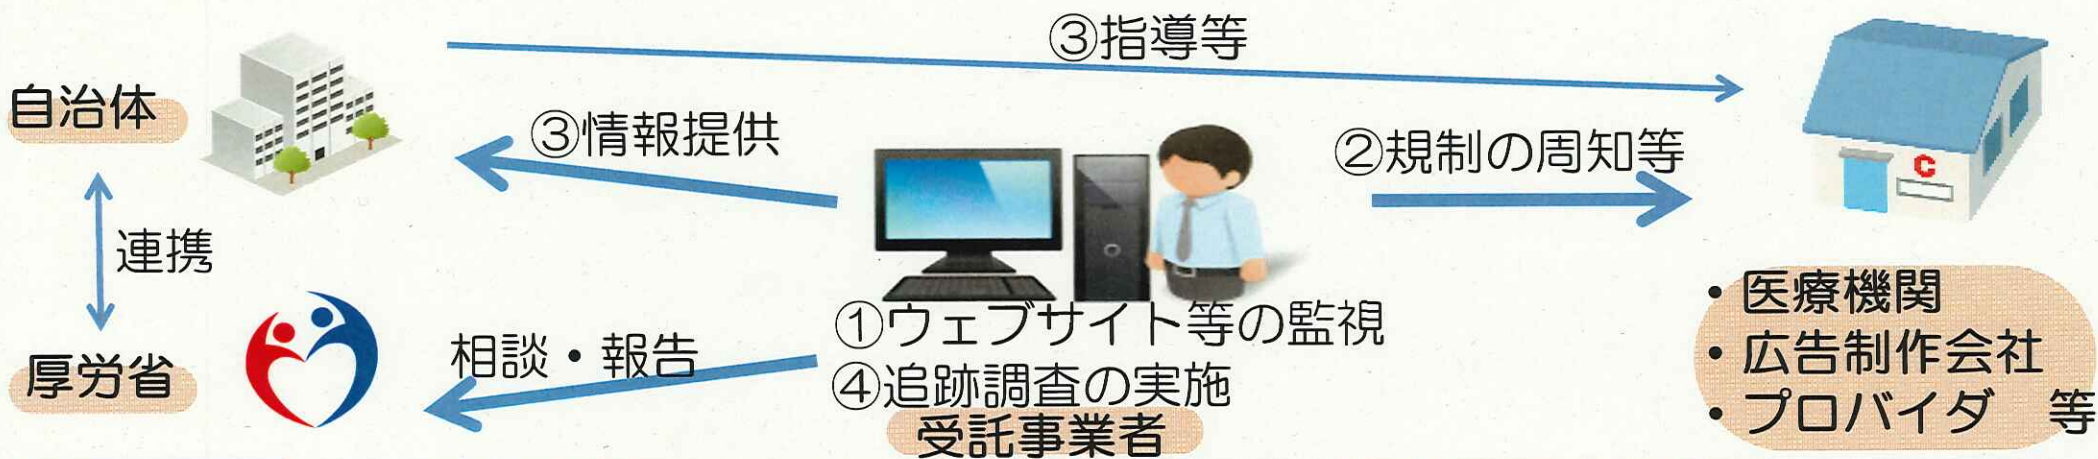 ③指導等
自治体
③情報提供
②規制の周知等
連携
C
①ウェブサイト等の監視
相談・報告
④追跡調査の実施
厚労省
受託事業者
・医療機関
・広告制作会社
・プロバイダ 等